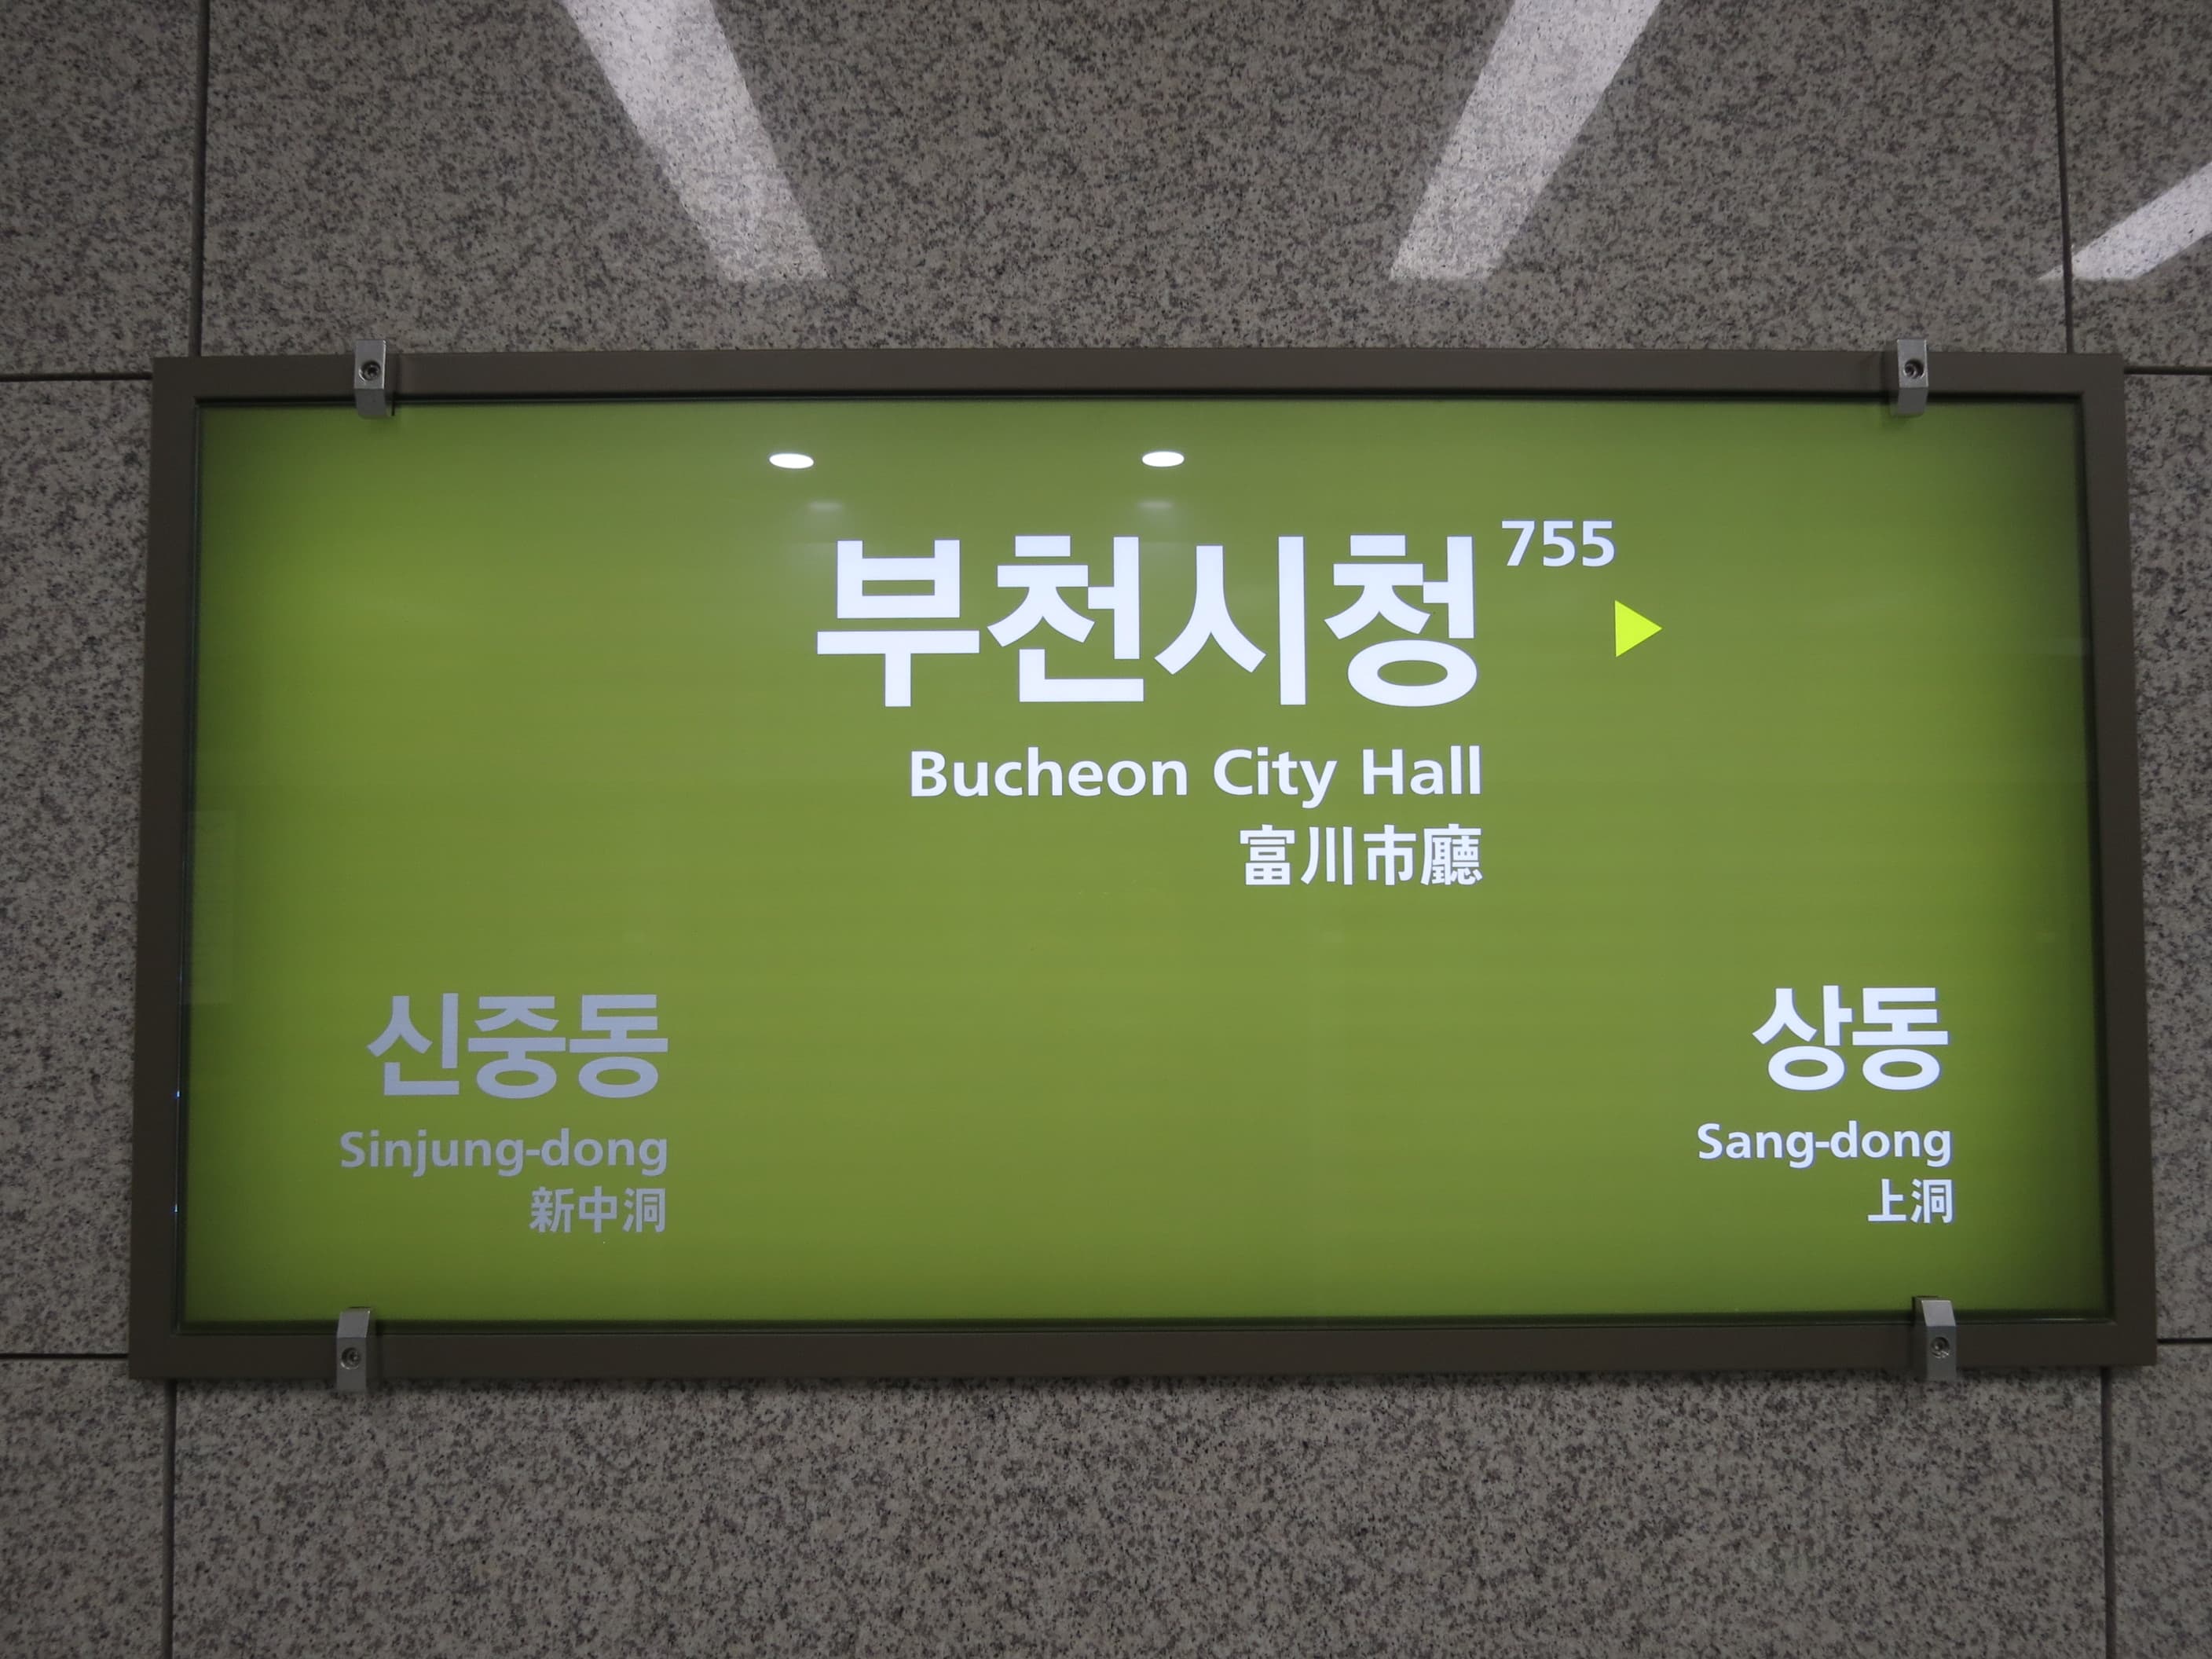 부천시청 755
Bucheon City Hall
富川市廳
신중동
Sinjung-dong
新中洞
상동
Sang-dong
上洞